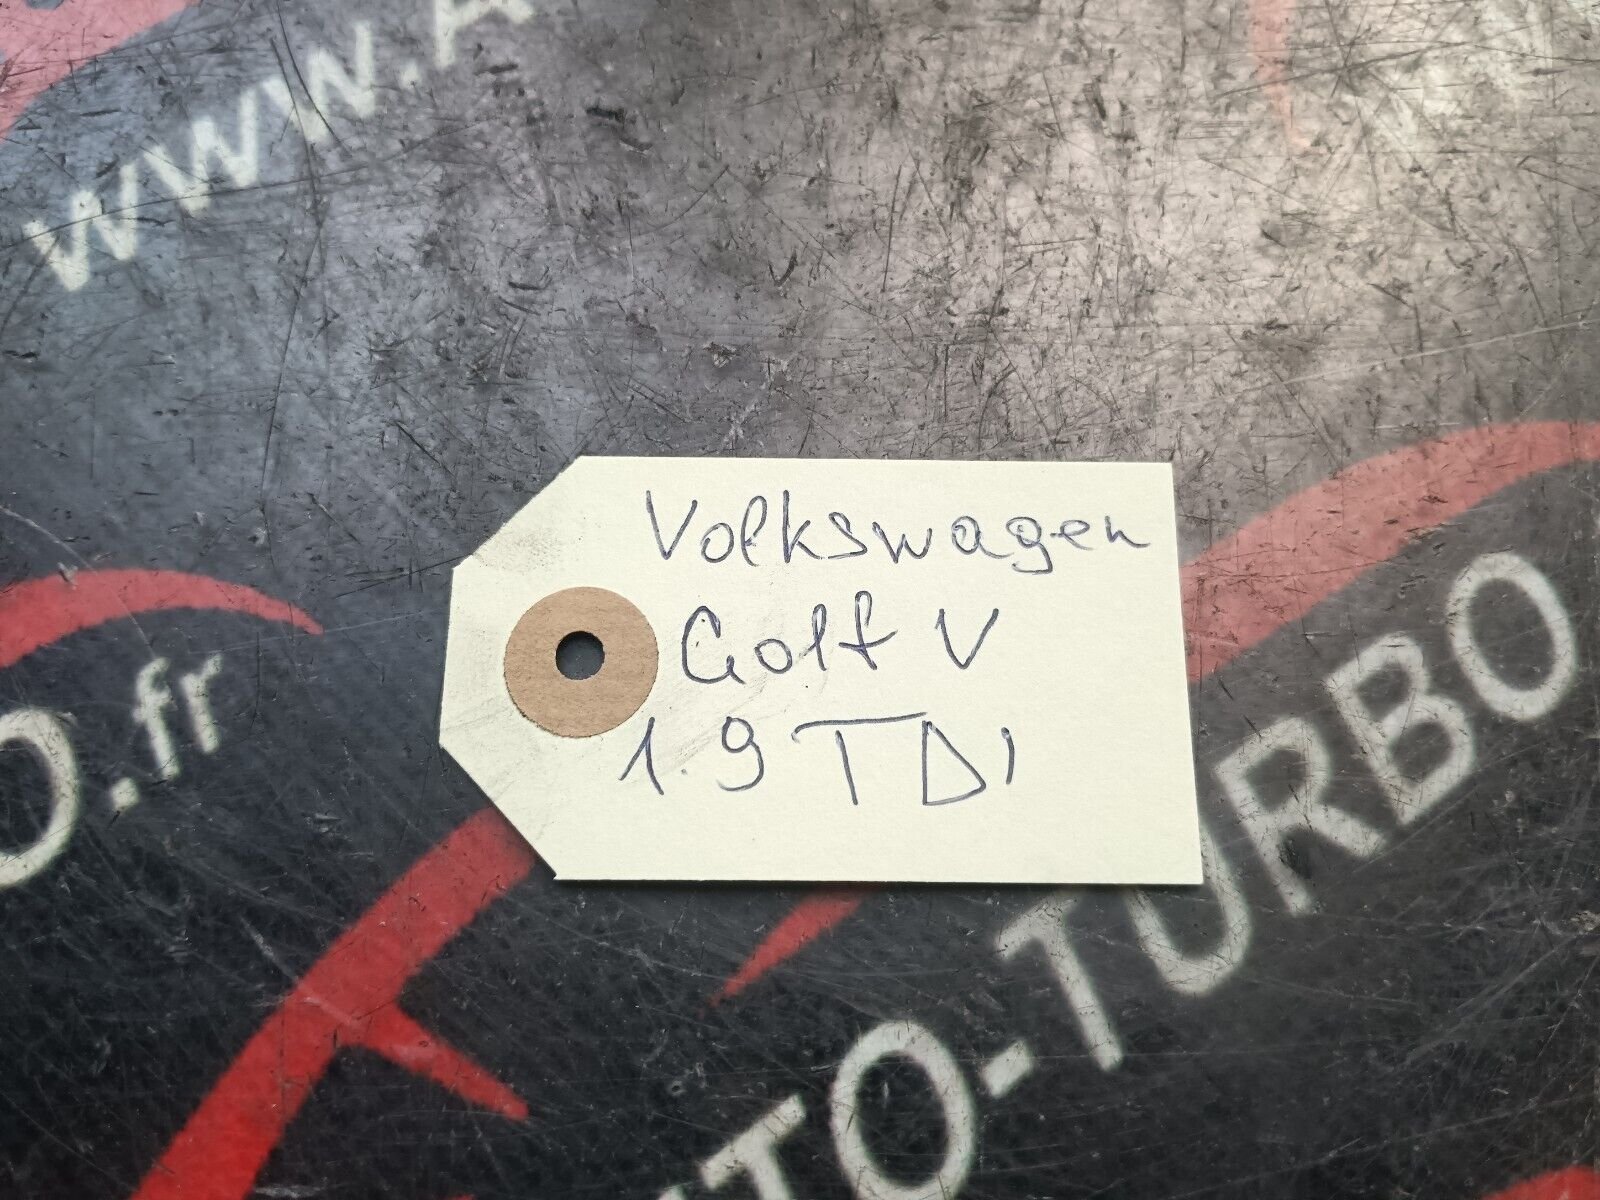 www.A
Volkswagen
Golf V
1.9 TDI
O.fr
TO-TURBO